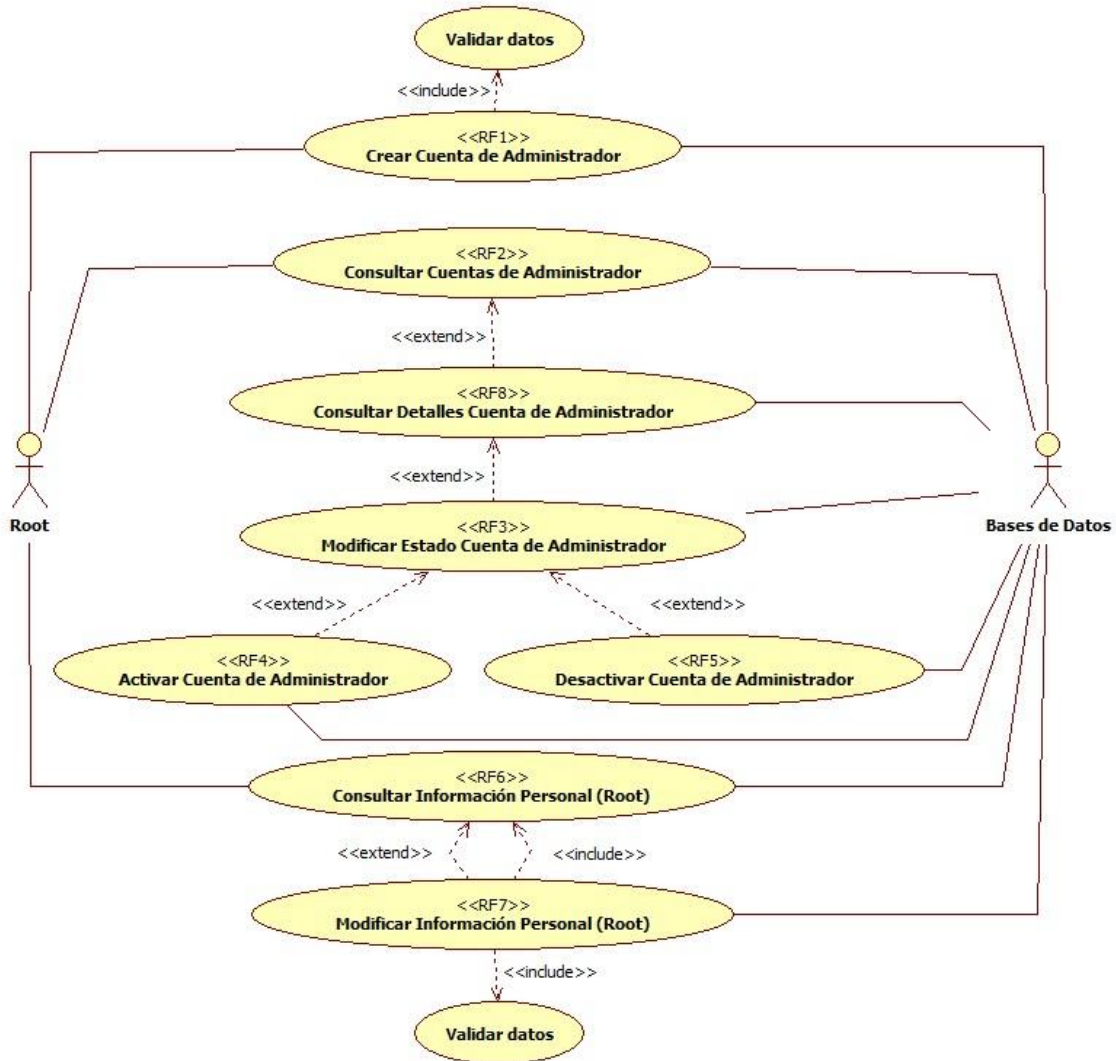 Validar datos
<<include>>
<<RF1>>
Crear Cuenta de Administrador
<<RF2>>
Consultar Cuentas de Administrador
<<extend>>
<<RF8>>
Consultar Detalles Cuenta de Administrador
<<extend>>
Root
Bases de Datos
<<RF3>>
Modificar Estado Cuenta de Administrador
<<extend>>
<<extend>>
<<RF4>>
Activar Cuenta de Administrador
<<RF5>>
Desactivar Cuenta de Administrador
<<RF6>>
Consultar Información Personal (Root)
<<extend>>
<<include>>
<<RF7>>
Modificar Información Personal (Root)
<<include>>
Validar datos